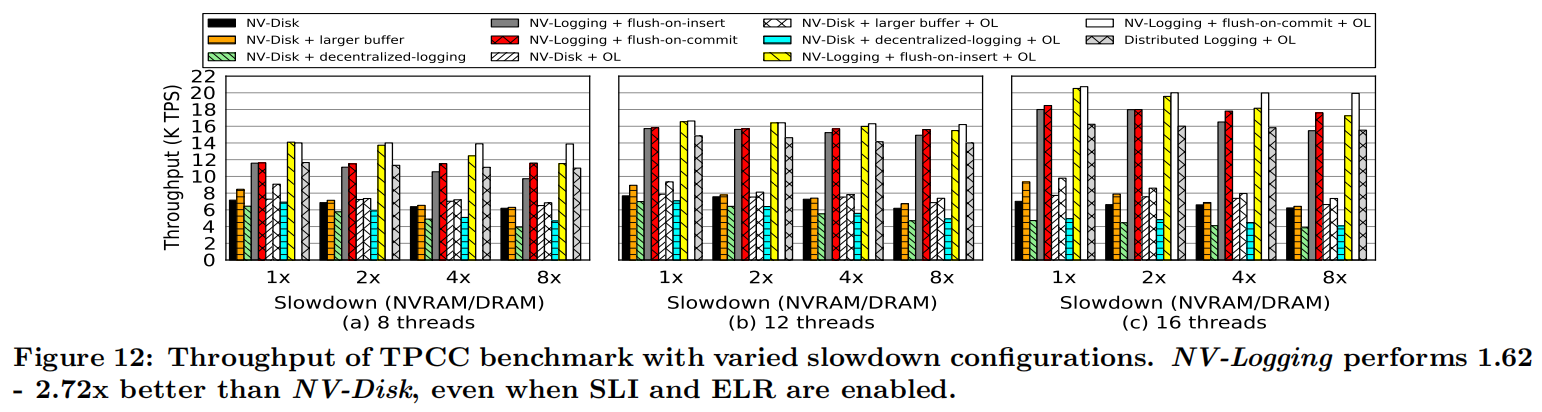 NV-Disk NV-Logging + flush-on-insert NV-Disk + larger buffer + OL NV-Logging + flush-on-commit + OL
NV-Disk + larger buffer NV-Logging + flush-on-commit NV-Disk + decentralized-logging + OL Distributed Logging + OL
NV-Disk + decentralized-logging NV-Disk + OL NV-Logging + flush-on-insert + OL
Throughput (K TPS)
22
20
18
16
14
12
10
8
6
4
2
0
1x 2x 4x 8x 1x 2x 4x 8x 1x 2x 4x 8x
Slowdown (NVRAM/DRAM) Slowdown (NVRAM/DRAM) Slowdown (NVRAM/DRAM)
(a) 8 threads (b) 12 threads (c) 16 threads
Figure 12: Throughput of TPCC benchmark with varied slowdown configurations. NV-Logging performs 1.62
- 2.72x better than NV-Disk, even when SLI and ELR are enabled.